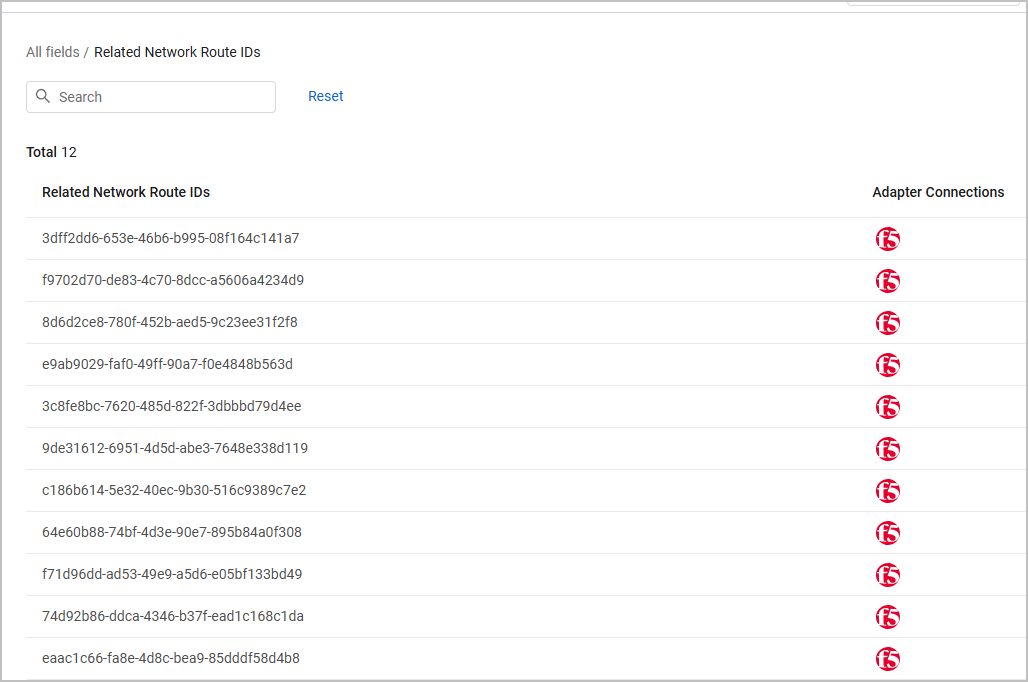 All fields / Related Network Route IDs
Search Reset
Total 12
Related Network Route IDs Adapter Connections
3dff2dd6-653e-46b6-b995-08f164c141a7 f5
f9702d70-de83-4c70-8dcc-a5606a4234d9 f5
8d6d2ce8-780f-452b-aed5-9c23ee31f2f8 f5
e9ab9029-faf0-49ff-90a7-f0e4848b563d f5
3c8fe8bc-7620-485d-822f-3dbbbd79d4ee f5
9de31612-6951-4d5d-abe3-7648e338d119 f5
c186b614-5e32-40ec-9b30-516c9389c7e2 f5
64e60b88-74bf-4d3e-90e7-895b84a0f308 f5
f71d96dd-ad53-49e9-a5d6-e05bf133bd49 f5
74d92b86-ddca-4346-b37f-ead1c168c1da f5
eaac1c66-fa8e-4d8c-bea9-85dddf58d4b8 f5